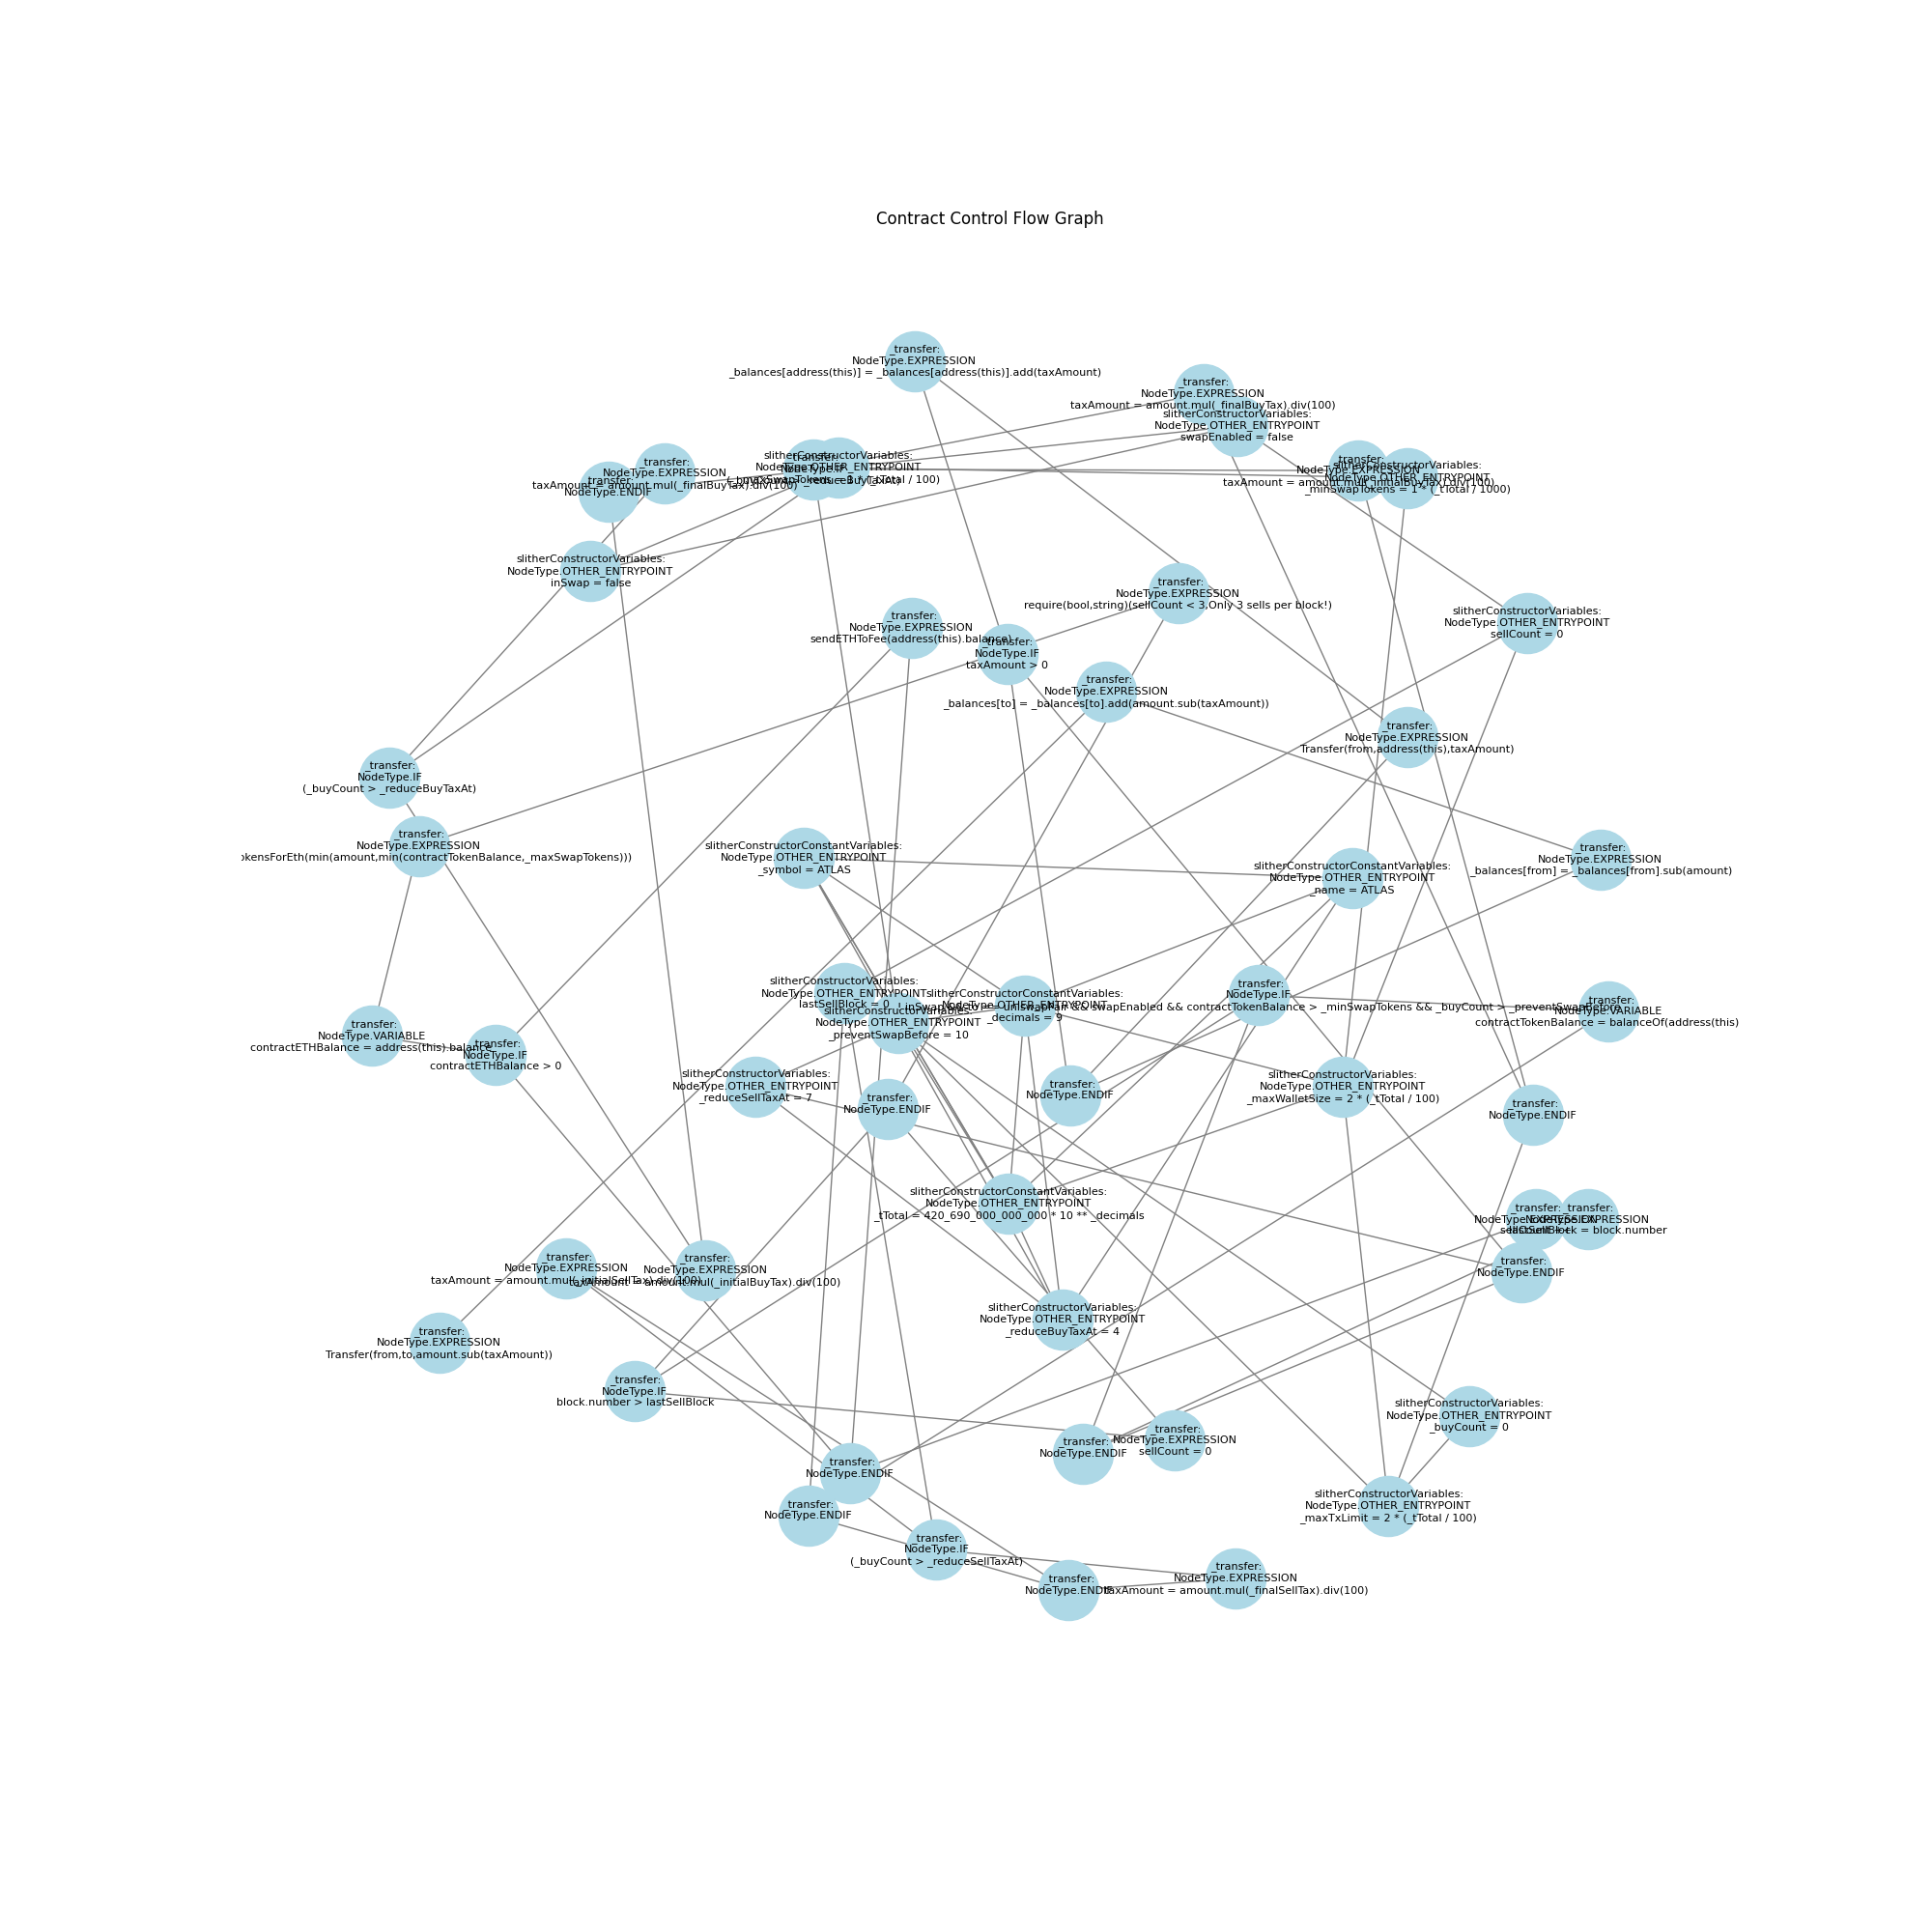 Contract Control Flow Graph
_transfer:
NodeType.EXPRESSION
_balances[address(this)] = _balances[address(this)].add(taxAmount)
_transfer:
NodeType.EXPRESSION
taxAmount = amount.mul(_finalBuyTax).div(100)
slitherConstructorVariables:
NodeType.OTHER_ENTRYPOINT
swapEnabled = false
_transfer:
NodeType.EXPRESSION
taxAmount = amount.mul(_finalBuyTax).div(100)
_transfer:
NodeType.ENDIF
slitherConstructorVariables:
NodeType.OTHER_ENTRYPOINT
_transfer:
NodeType.IF
_transfer:
NodeType.EXPRESSION
taxAmount = amount.mul(_initialBuyTax).div(100)
slitherConstructorVariables:
NodeType.OTHER_ENTRYPOINT
_minSwapTokens = 1 * (_tTotal / 1000)
slitherConstructorVariables:
NodeType.OTHER_ENTRYPOINT
inSwap = false
_transfer:
NodeType.EXPRESSION
require(bool,string)(sellCount < 3,Only 3 sells per block!)
slitherConstructorVariables:
NodeType.OTHER_ENTRYPOINT
sellCount = 0
_transfer:
NodeType.EXPRESSION
sendETHToFee(address(this).balance)
_transfer:
NodeType.IF
taxAmount > 0
_transfer:
NodeType.EXPRESSION
_balances[to] = _balances[to].add(amount.sub(taxAmount))
_transfer:
NodeType.EXPRESSION
Transfer(from,address(this),taxAmount)
_transfer:
NodeType.IF
(_buyCount > _reduceBuyTaxAt)
_transfer:
NodeType.EXPRESSION
okensForEth(min(amount,min(contractTokenBalance,_maxSwapTokens)))
slitherConstructorConstantVariables:
NodeType.OTHER_ENTRYPOINT
_symbol = ATLAS
slitherConstructorConstantVariables:
NodeType.OTHER_ENTRYPOINT
_name = ATLAS
_transfer:
NodeType.EXPRESSION
_balances[from] = _balances[from].sub(amount)
slitherConstructorVariables:
NodeType.OTHER_ENTRYPOINT
lastSellBlock = 0
slitherConstructorVariables:
NodeType.OTHER_ENTRYPOINT
_preventSwapBefore = 10
slitherConstructorConstantVariables:
NodeType.OTHER_ENTRYPOINT
_decimals = 9
_transfer:
NodeType.IF
swapEnabled && contractTokenBalance > _minSwapTokens && _buyCount > _preventSwapBefore
_transfer:
NodeType.VARIABLE
contractTokenBalance = balanceOf(address(this)
_transfer:
NodeType.VARIABLE
contractETHBalance = address(this).balance
_transfer:
NodeType.IF
contractETHBalance > 0
slitherConstructorVariables:
NodeType.OTHER_ENTRYPOINT
_reduceSellTaxAt = 7
_transfer:
NodeType.ENDIF
_transfer:
NodeType.ENDIF
slitherConstructorVariables:
NodeType.OTHER_ENTRYPOINT
_maxWalletSize = 2 * (_tTotal / 100)
_transfer:
NodeType.ENDIF
slitherConstructorConstantVariables:
NodeType.OTHER_ENTRYPOINT
_tTotal = 420_690_000_000_000 * 10 ** _decimals
_transfer:
NodeType.EXPRESSION
_transfer:
NodeType.EXPRESSION
lastSellBlock = block.number
_transfer:
NodeType.ENDIF
_transfer:
NodeType.EXPRESSION
taxAmount = amount.mul(_initialSellTax).div(100)
_transfer:
NodeType.EXPRESSION
taxAmount = amount.mul(_initialBuyTax).div(100)
slitherConstructorVariables:
NodeType.OTHER_ENTRYPOINT
_reduceBuyTaxAt = 4
_transfer:
NodeType.EXPRESSION
Transfer(from,to,amount.sub(taxAmount))
_transfer:
NodeType.IF
block.number > lastSellBlock
slitherConstructorVariables:
NodeType.OTHER_ENTRYPOINT
_buyCount = 0
_transfer:
NodeType.ENDIF
_transfer:
NodeType.EXPRESSION
sellCount = 0
_transfer:
NodeType.ENDIF
_transfer:
NodeType.ENDIF
slitherConstructorVariables:
NodeType.OTHER_ENTRYPOINT
_maxTxLimit = 2 * (_tTotal / 100)
_transfer:
NodeType.IF
(_buyCount > _reduceSellTaxAt)
_transfer:
NodeType.ENDIF
_transfer:
NodeType.EXPRESSION
taxAmount = amount.mul(_finalSellTax).div(100)